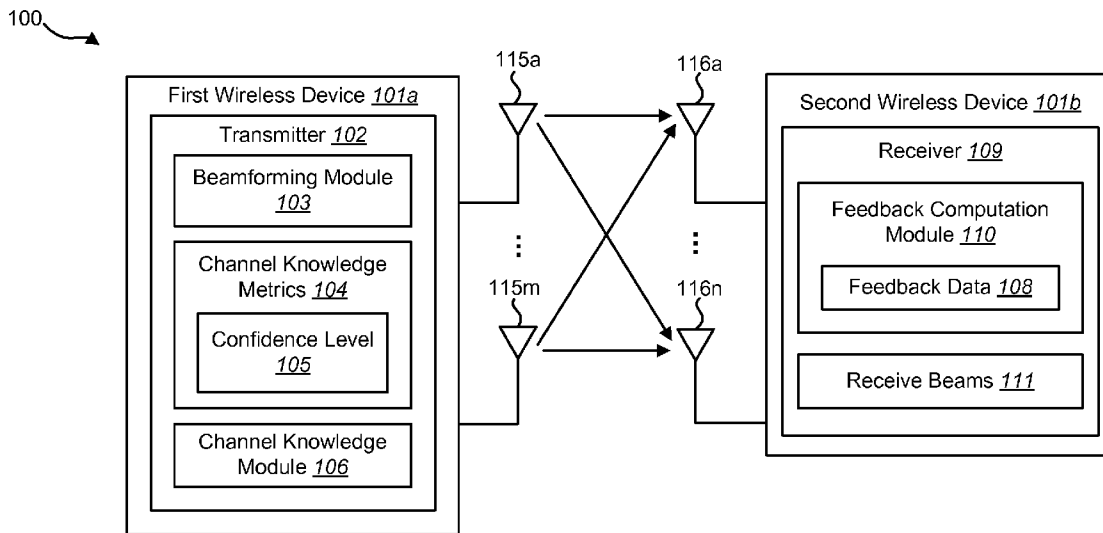 100
First Wireless Device 101a
Transmitter 102
Beamforming Module
103
Channel Knowledge
Metrics 104
Confidence Level
105
Channel Knowledge
Module 106
115a
...
115m
116a
...
116n
Second Wireless Device 101b
Receiver 109
Feedback Computation
Module 110
Feedback Data 108
Receive Beams 111